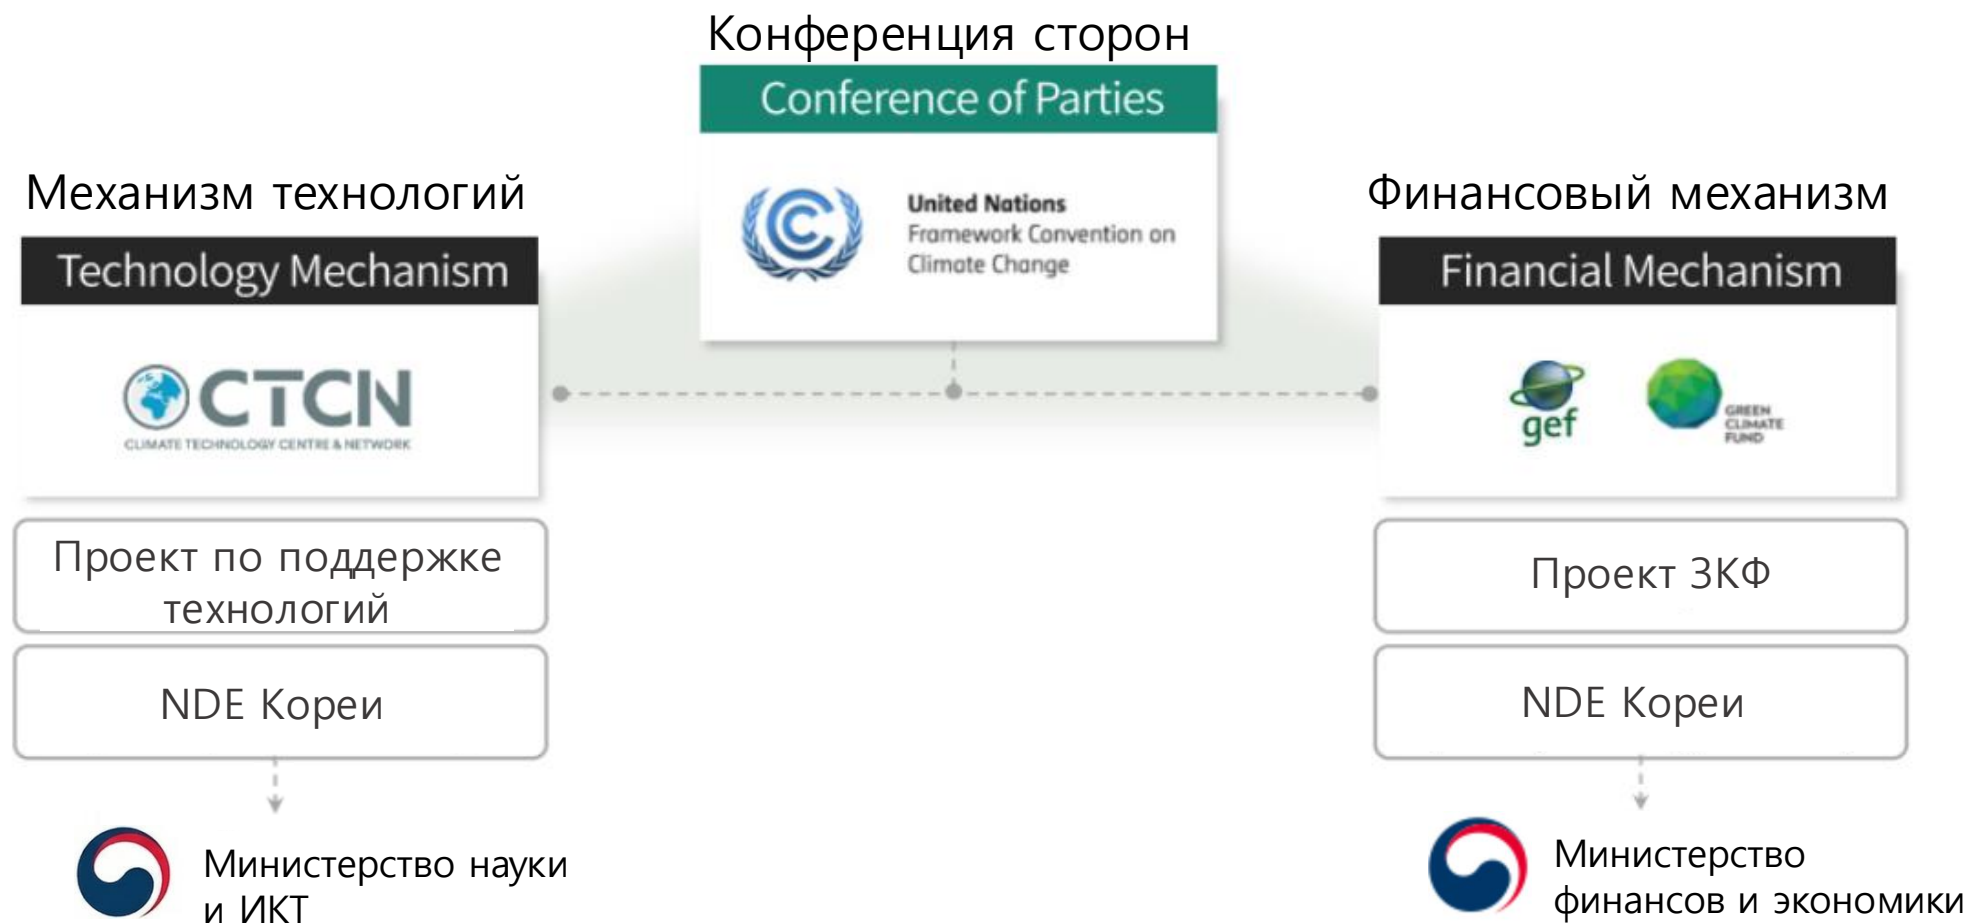 Конференция сторон
Conference of Parties
United Nations
Framework Convention on
Climate Change
Механизм технологий
Technology Mechanism
CTCN
CLIMATE TECHNOLOGY CENTRE & NETWORK
Проект по поддержке
технологий
NDE Кореи
Министерство науки
и ИКТ
Финансовый механизм
Financial Mechanism
gef
GREEN
CLIMATE
FUND
Проект ЗКФ
NDE Кореи
Министерство
финансов и экономики